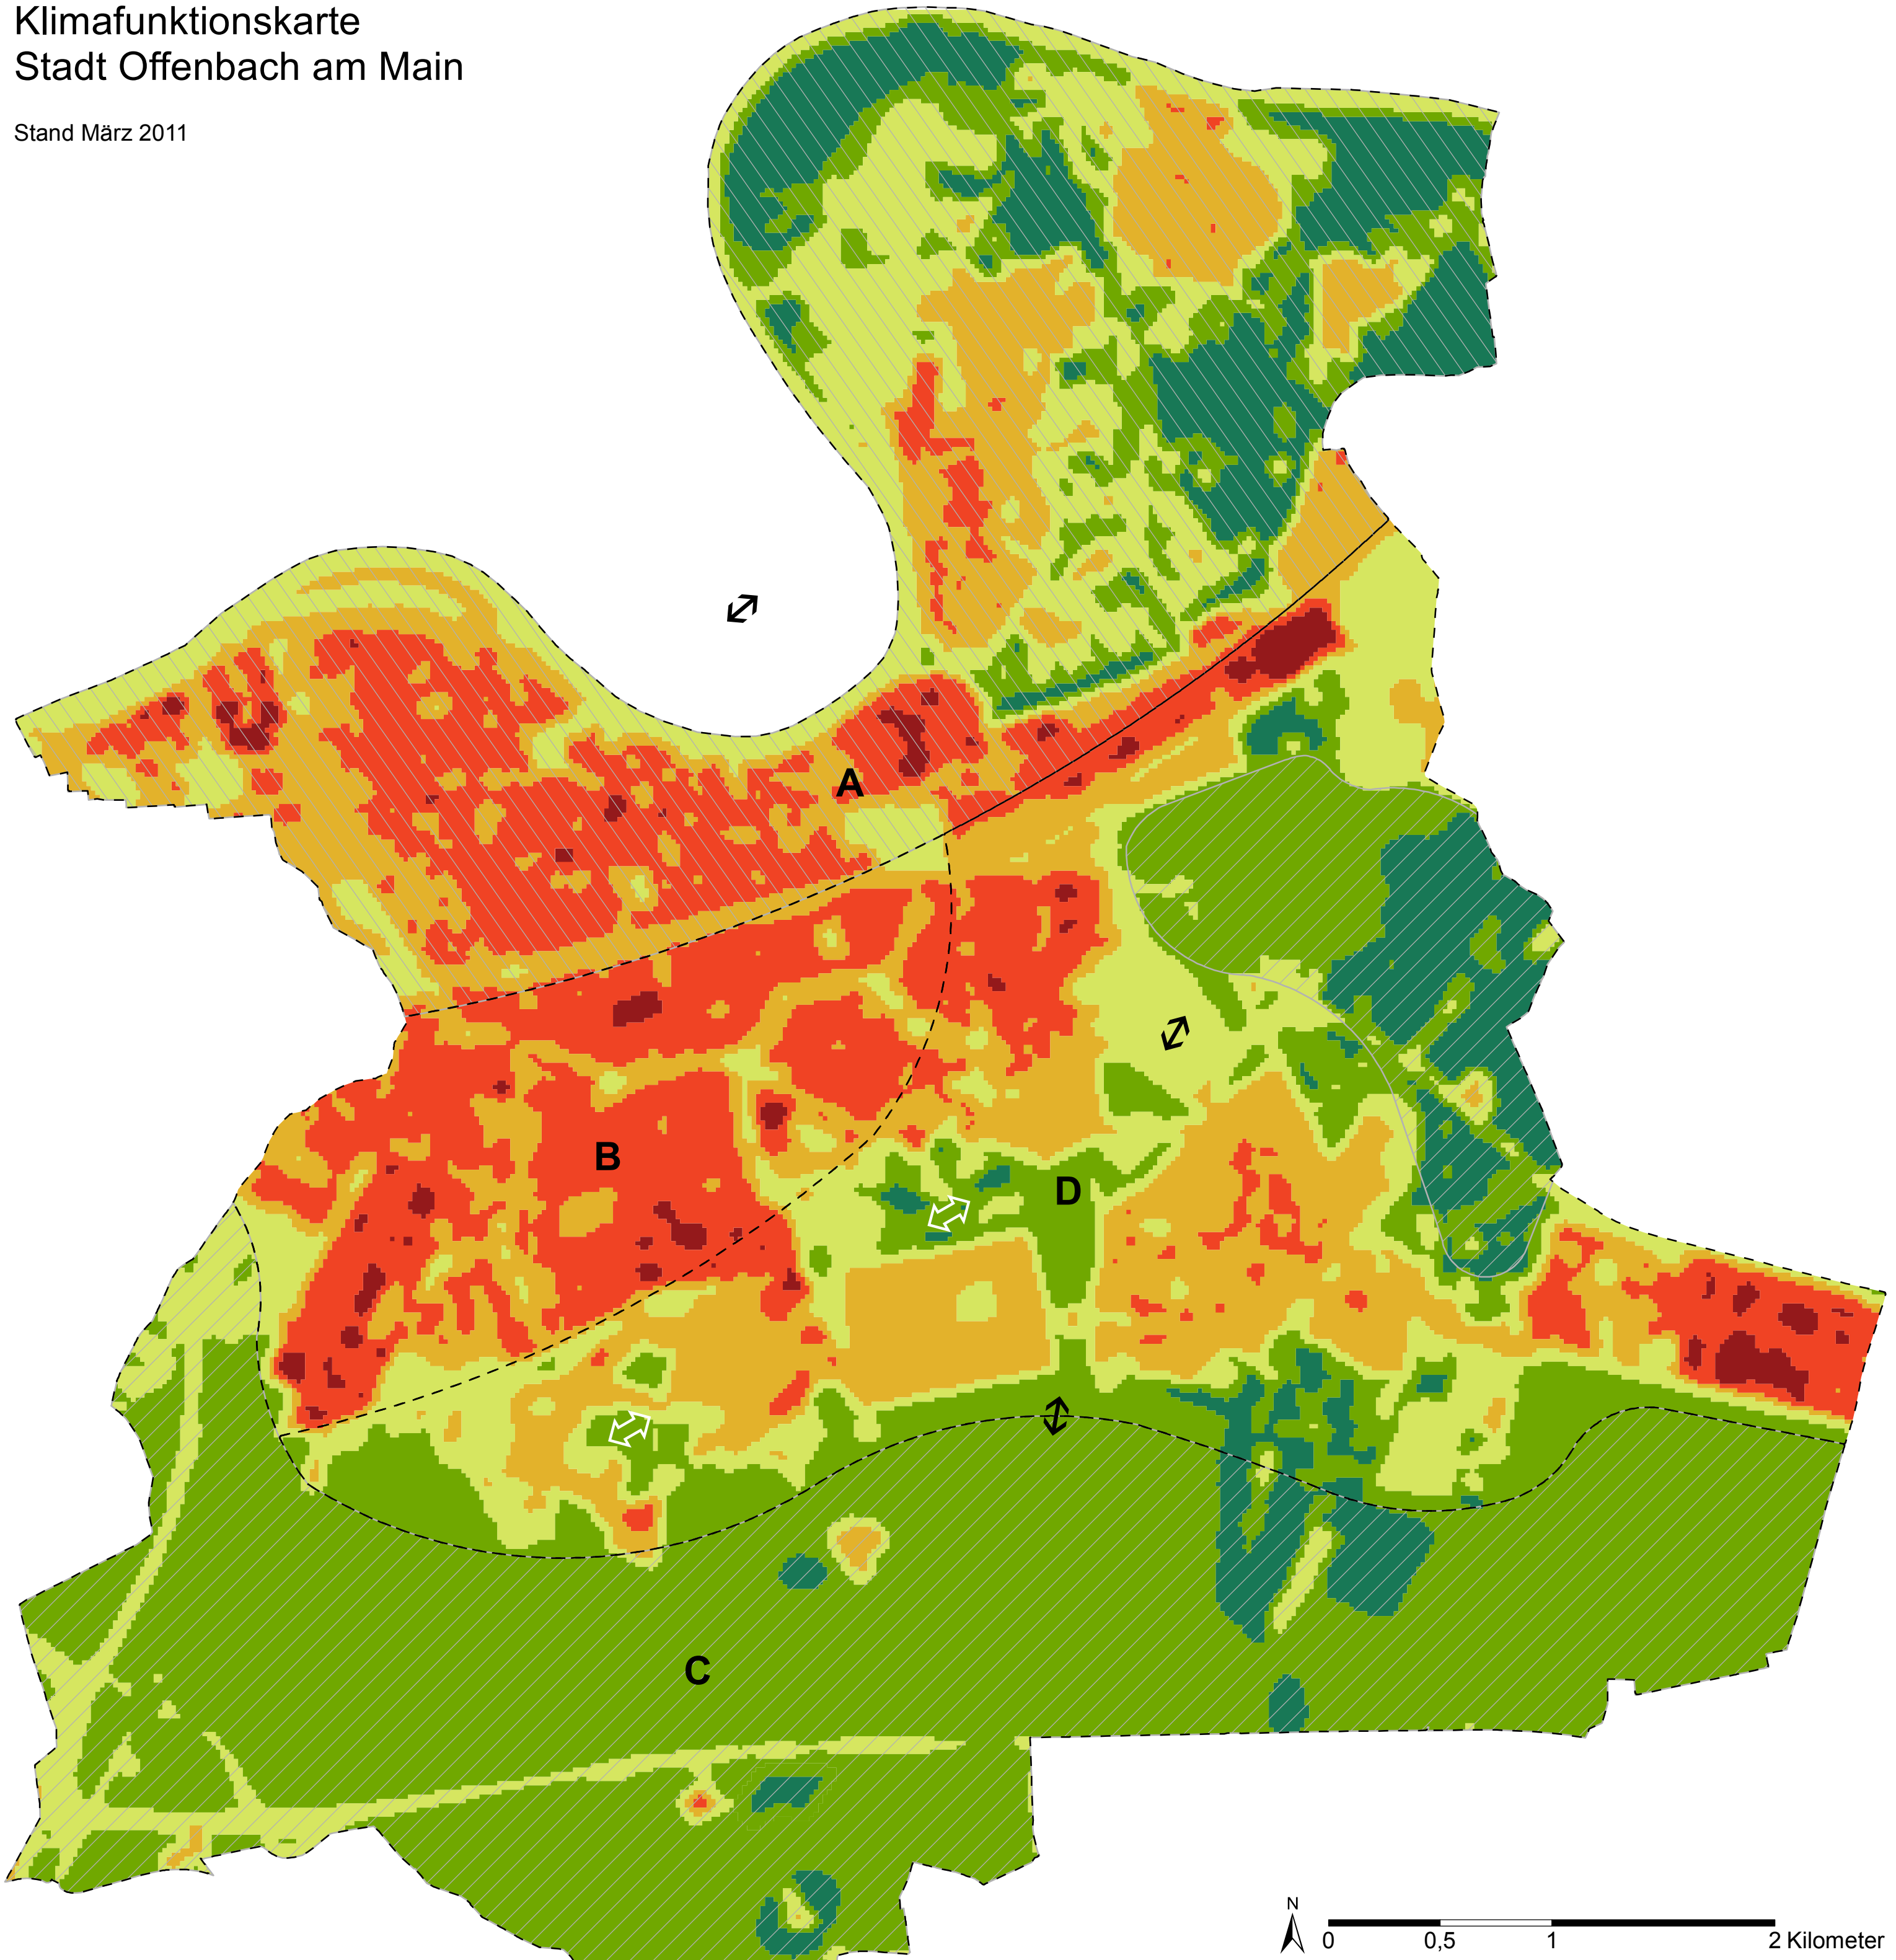 Klimafunktionskarte
Stadt Offenbach am Main
Stand März 2011
A
B
D
C
N
0 0,5 1 2 Kilometer